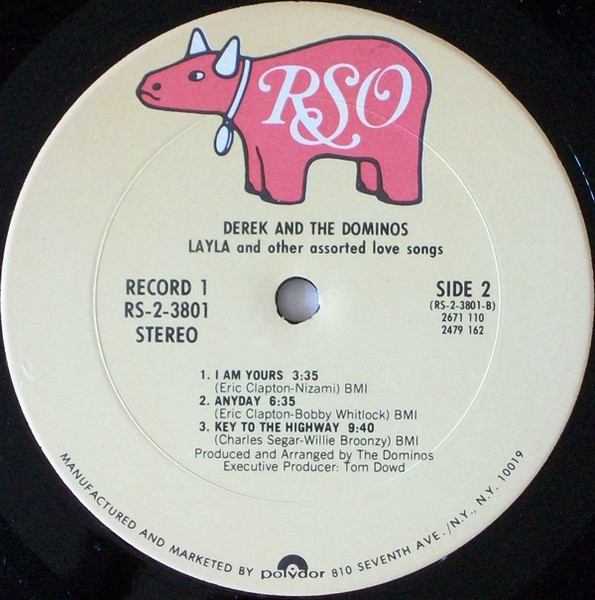 RSO
DEREK AND THE DOMINOS
LAYLA and other assorted love songs
RECORD 1
RS-2-3801
STEREO
SIDE 2
(RS-2-3801-B)
2671 110
2479 162
1. I AM YOURS 3:35
(Eric Clapton-Nizami) BMI
2. ANYDAY 6:35
(Eric Clapton-Bobby Whitlock) BMI
3. KEY TO THE HIGHWAY 9:40
(Charles Segar-Willie Broonzy) BMI
Produced and Arranged by The Dominos
Executive Producer: Tom Dowd
MANUFACTURED AND MARKETED BY polydor 810 SEVENTH AVE./N.Y., N.Y. 10019